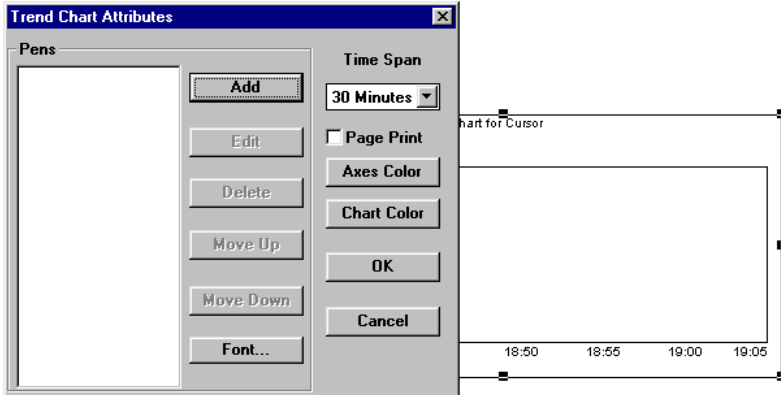 Trend Chart Attributes
Pens
Add
Edit
Delete
Move Up
Move Down
Font...
Time Span
30 Minutes
Page Print
Axes Color
Chart Color
OK
Cancel
hart for Cursor
18:50 18:55 19:00 19:05